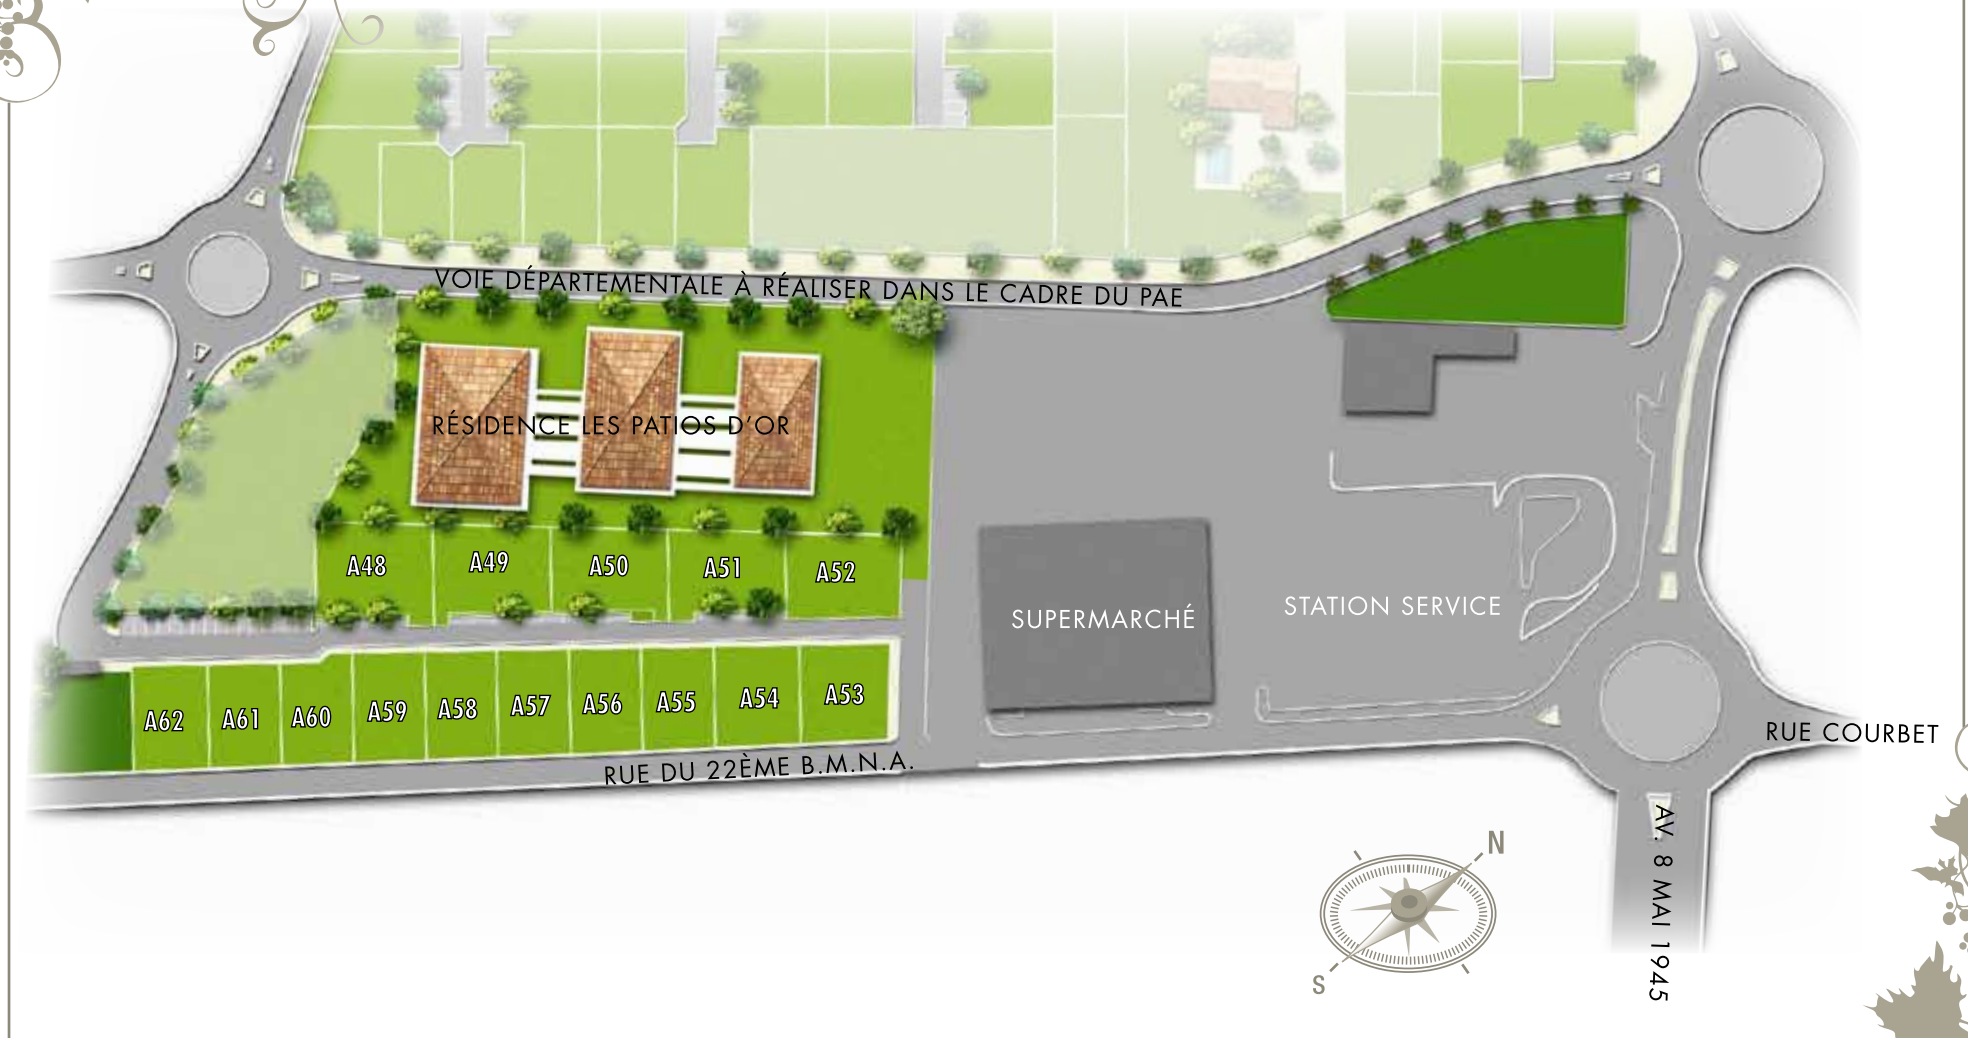 VOIE DÉPARTEMENTALE À RÉALISER DANS LE CADRE DU PAE
RÉSIDENCE LES PATIOS D'OR
A48 A49 A50 A51 A52
SUPERMARCHÉ
STATION SERVICE
A62 A61 A60 A59 A58 A57 A56 A55 A54 A53
RUE DU 22ÈME B.M.N.A.
RUE COURBET
AV. 8 MAI 1945
N
S